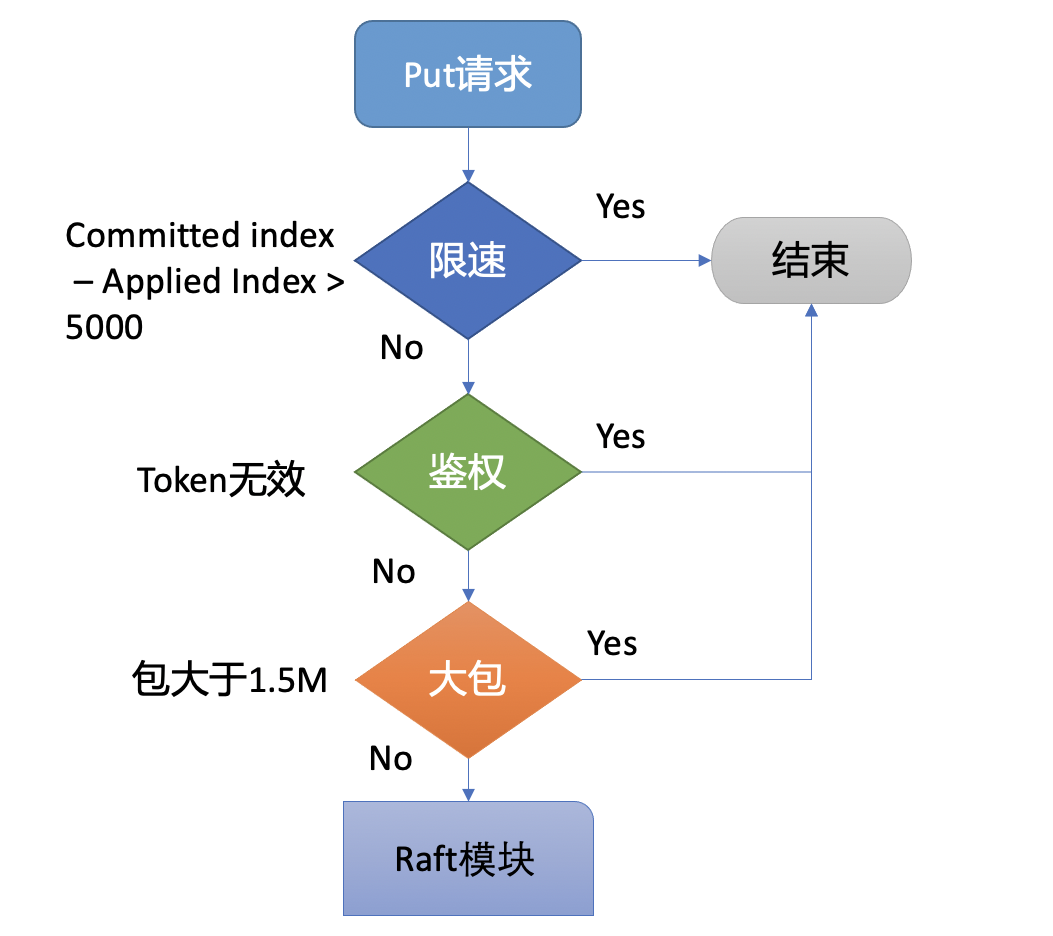 Put请求
Yes
Committed index
– Applied Index >
5000
限速
结束
No
Yes
Token无效
鉴权
No
Yes
包大于1.5M
大包
No
Raft模块